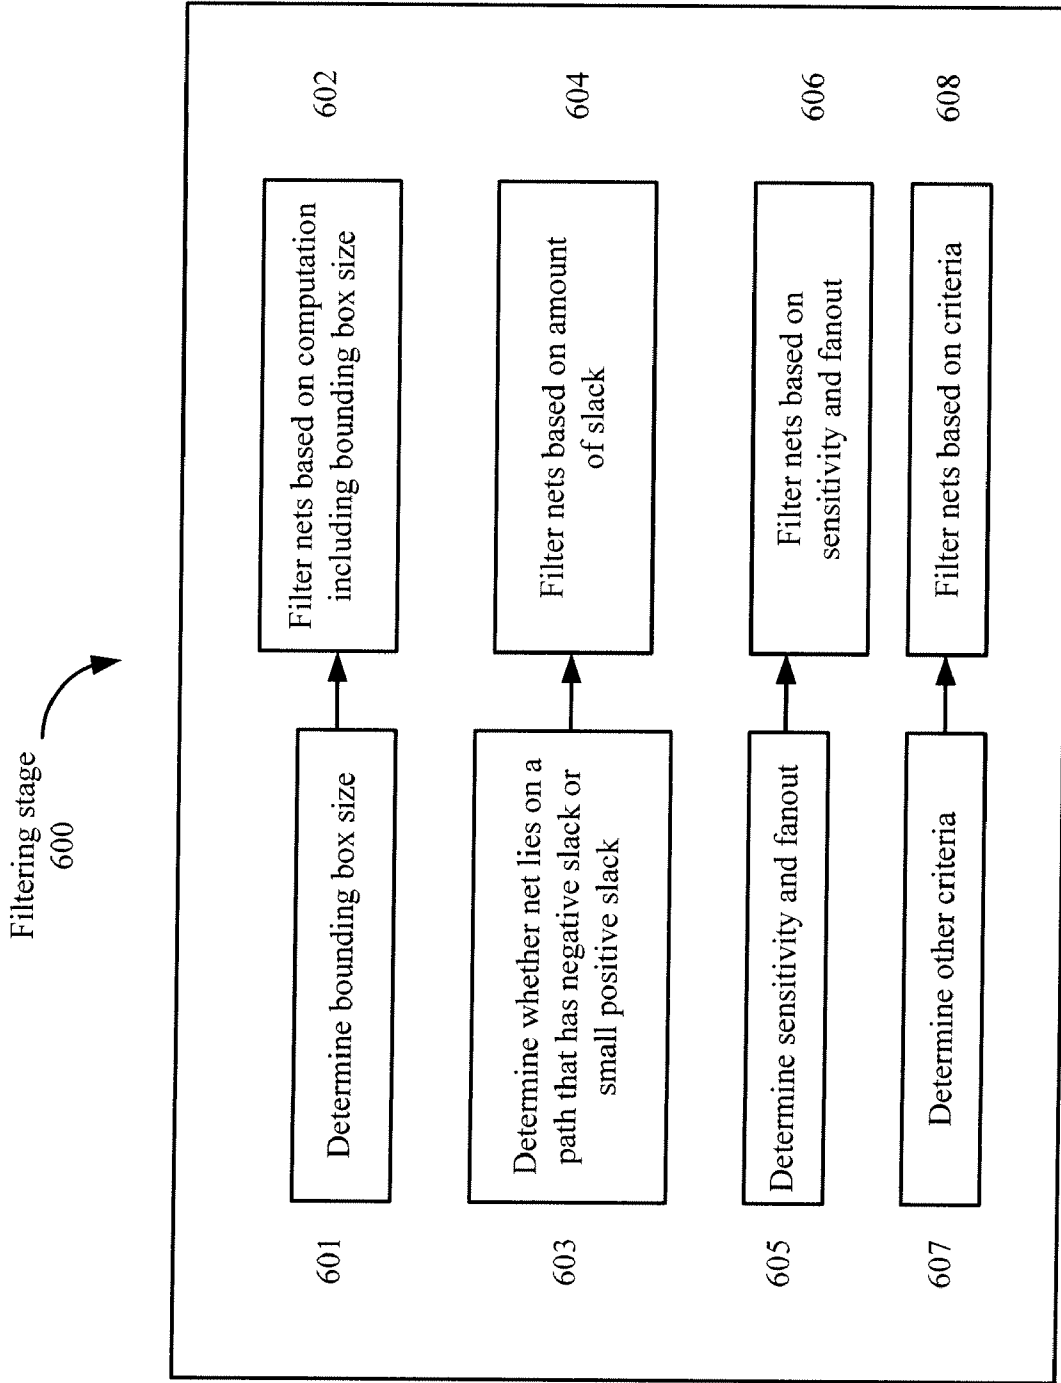 Filtering stage
600
601
Determine bounding box size
Filter nets based on computation
including bounding box size
602
603
Determine whether net lies on a
path that has negative slack or
small positive slack
Filter nets based on amount
of slack
604
605
Determine sensitivity and fanout
Filter nets based on
sensitivity and fanout
606
607
Determine other criteria
Filter nets based on criteria
608